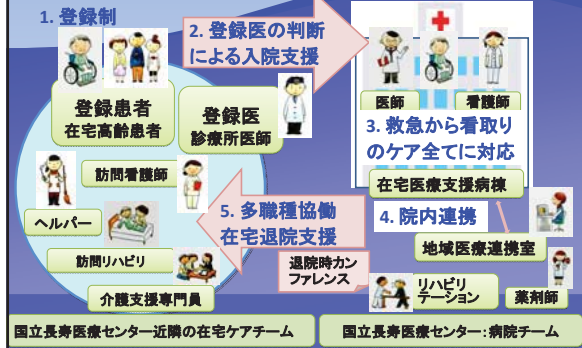 1. 登録制
2. 登録医の判断
による入院支援
登録患者
在宅高齢患者
登録医
診療所医師
訪問看護師
ヘルパー
訪問リハビリ
介護支援専門員
医師
看護師
3. 救急から看取り
のケア全てに対応
在宅医療支援病棟
5. 多職種協働
在宅退院支援
退院時カン
ファレンス
4. 院内連携
地域医療連携室
リハビリ
テーション
薬剤師
国立長寿医療センター近隣の在宅ケアチーム
国立長寿医療センター:病院チーム